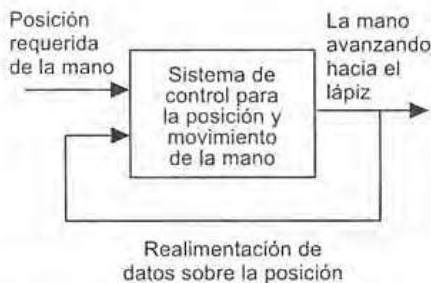 Posición
requerida
de la mano
Sistema de
control para
la posición y
movimiento
de la mano
La mano
avanzando
hacia el
lápiz
Realimentación de
datos sobre la posición